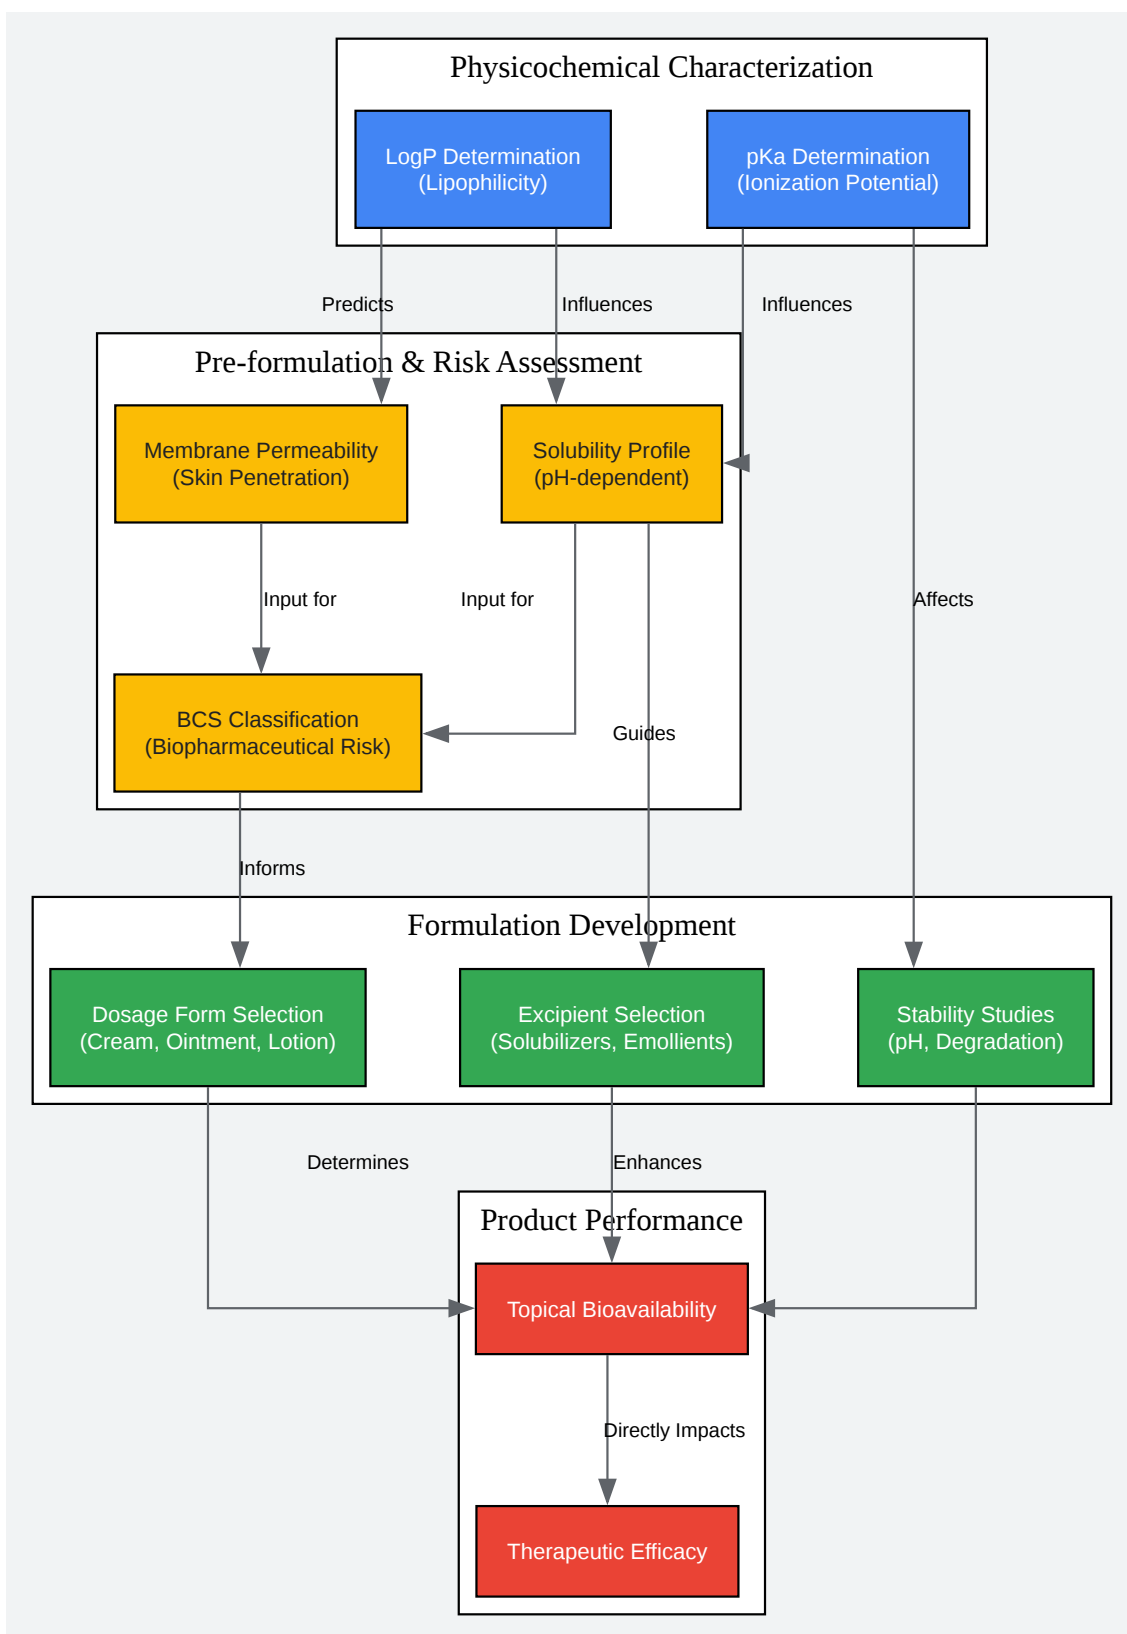 Physicochemical Characterization
LogP Determination
(Lipophilicity)
pKa Determination
(Ionization Potential)
Predicts
Influences
Influences
Pre-formulation & Risk Assessment
Membrane Permeability
(Skin Penetration)
Solubility Profile
(pH-dependent)
Input for
Input for
Affects
BCS Classification
(Biopharmaceutical Risk)
Guides
Informs
Formulation Development
Dosage Form Selection
(Cream, Ointment, Lotion)
Excipient Selection
(Solubilizers, Emollients)
Stability Studies
(pH, Degradation)
Determines
Enhances
Product Performance
Topical Bioavailability
Directly Impacts
Therapeutic Efficacy